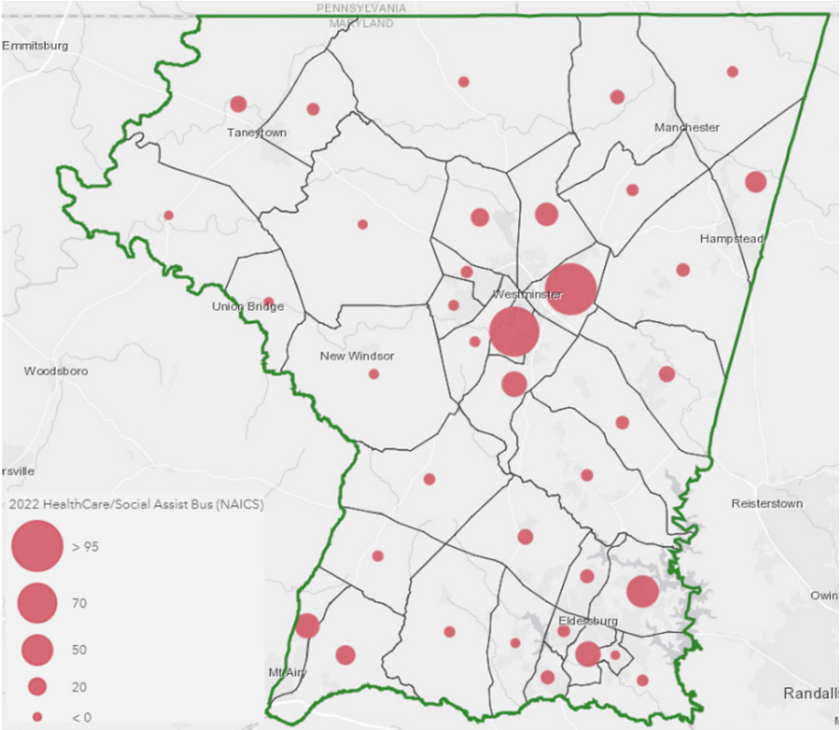 PENNSYLVANIA
MARYLAND
Emmitsburg
Taneytown
Manchester
Hampstead
Westminster
Union Bridge
New Windsor
Woodsboro
rsville
2022 HealthCare/Social Assist Bus (NAICS)
> 95
70
50
20
< 0
Reisterstown
Owin
Eldersburg
Mt Airy
Randalls